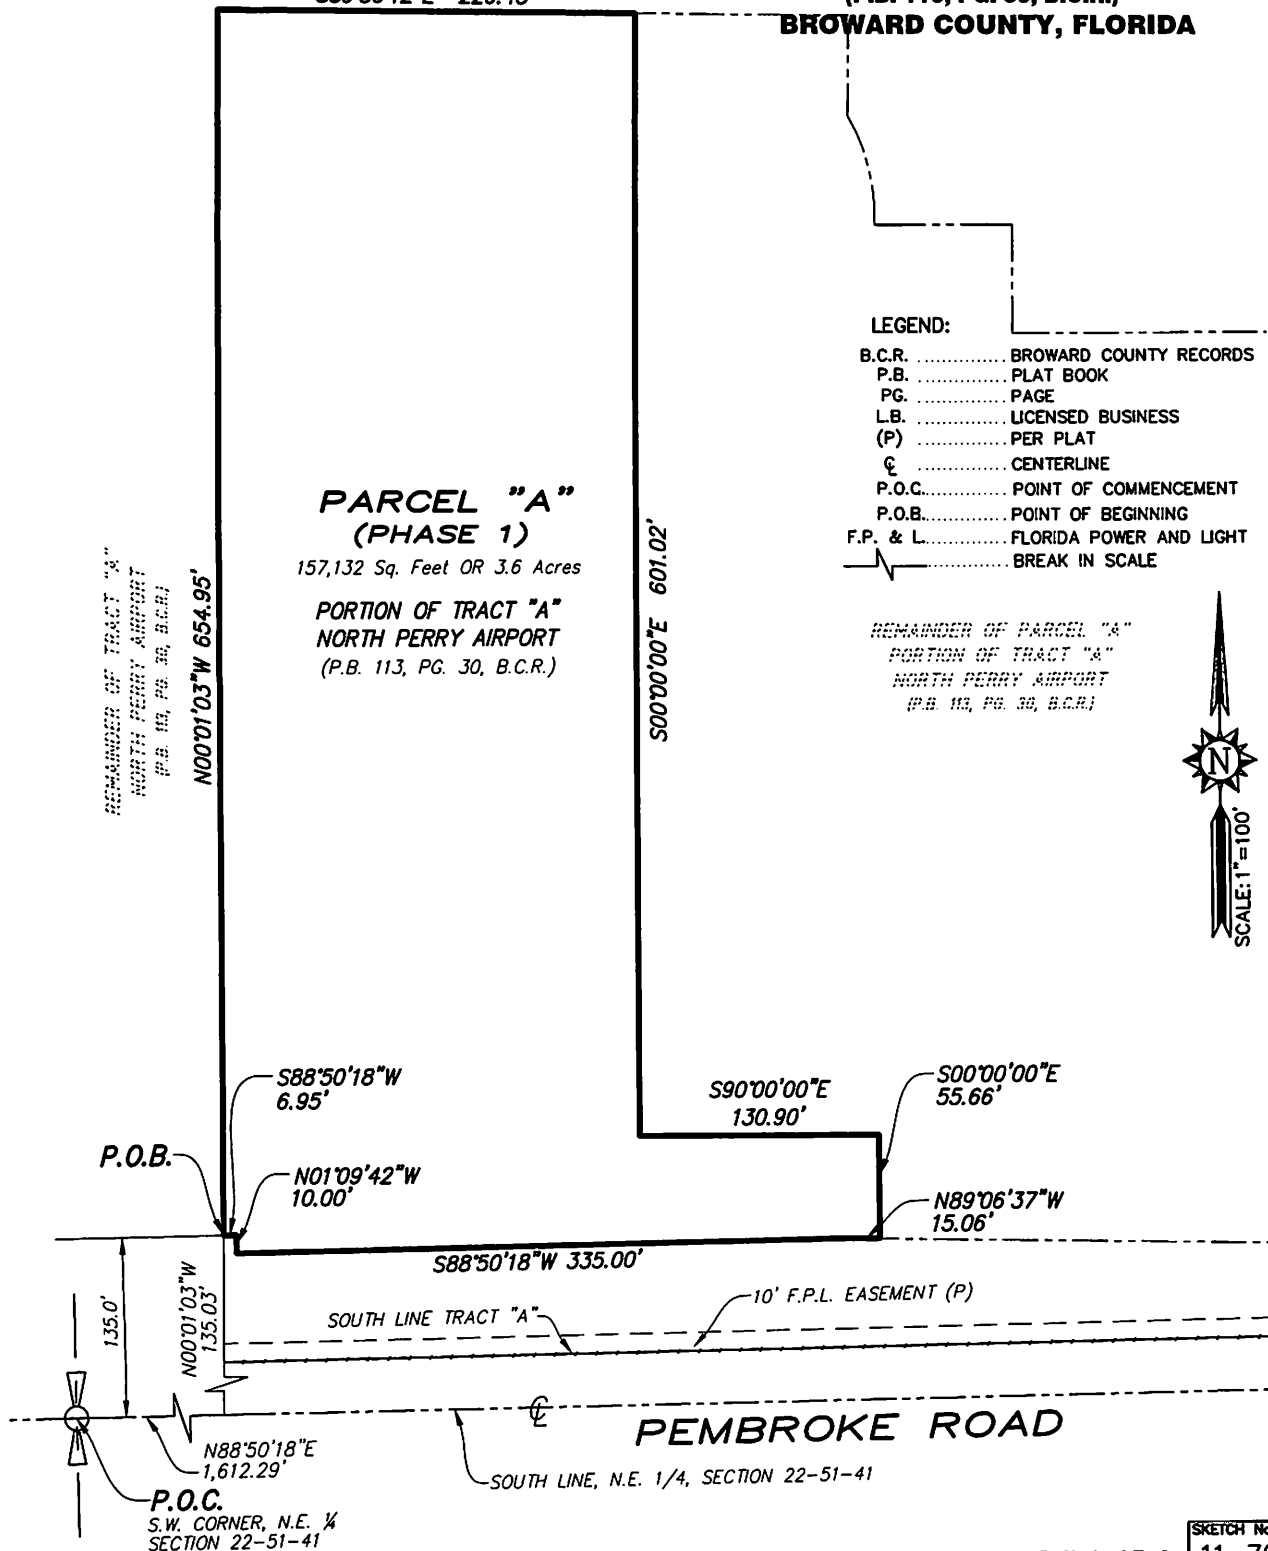 BROWARD COUNTY, FLORIDA
LEGEND:
B.C.R. .............. BROWARD COUNTY RECORDS
P.B. .............. PLAT BOOK
PG. .............. PAGE
L.B. .............. LICENSED BUSINESS
(P) .............. PER PLAT
℄ .............. CENTERLINE
P.O.C. .............. POINT OF COMMENCEMENT
P.O.B. .............. POINT OF BEGINNING
F.P. & L. .............. FLORIDA POWER AND LIGHT
.............. BREAK IN SCALE
PARCEL "A"
(PHASE 1)
157,132 Sq. Feet OR 3.6 Acres
PORTION OF TRACT "A"
NORTH PERRY AIRPORT
(P.B. 113, PG. 30, B.C.R.)
REMAINDER OF TRACT "A"
NORTH PERRY AIRPORT
(P.B. 113, PG. 30, B.C.R.)
N00°01'03"W 654.95'
S00°00'00"E 601.02'
REMAINDER OF PARCEL "A"
PORTION OF TRACT "A"
NORTH PERRY AIRPORT
(P.B. 113, PG. 30, B.C.R.)
N
SCALE: 1"=100'
S88°50'18"W
6.95'
S90°00'00"E
130.90'
S00°00'00"E
55.66'
P.O.B.
N01°09'42"W
10.00'
N89°06'37"W
15.06'
S88°50'18"W 335.00'
135.0'
N00°01'03"W
135.03'
10' F.P.L. EASEMENT (P)
SOUTH LINE TRACT "A"
℄
PEMBROKE ROAD
N88°50'18"E
1,612.29'
SOUTH LINE, N.E. 1/4, SECTION 22-51-41
P.O.C.
S.W. CORNER, N.E. ¼
SECTION 22-51-41